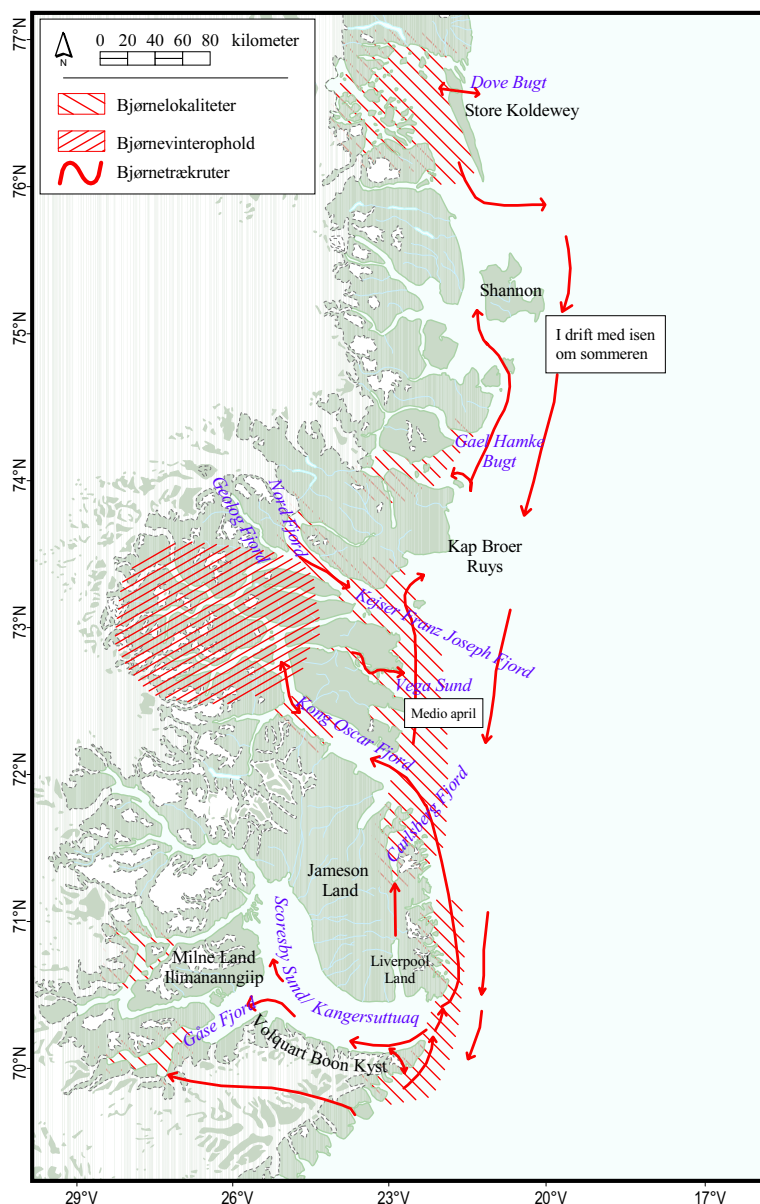 77°N
76°N
75°N
74°N
73°N
72°N
71°N
70°N
N
0 20 40 60 80 kilometer
Bjørnelokaliteter
Bjørnevinterophold
Bjørnetrækruter
Dove Bugt
Store Koldewey
Shannon
I drift med isen
om sommeren
Gael Hamke
Bugt
Geolog Fjord
Nord Fjord
Kap Broer
Ruys
Kejser Franz Joseph Fjord
Vega Sund
Medio april
Kong Oscar Fjord
Carlsberg Fjord
Jameson
Land
Liverpool
Land
Scoresby Sund/ Kangersuttuaq
Milne Land
Ilimananngiip
Gåse Fjord
Volquart Boon Kyst
29°V
26°V
23°V
20°V
17°V